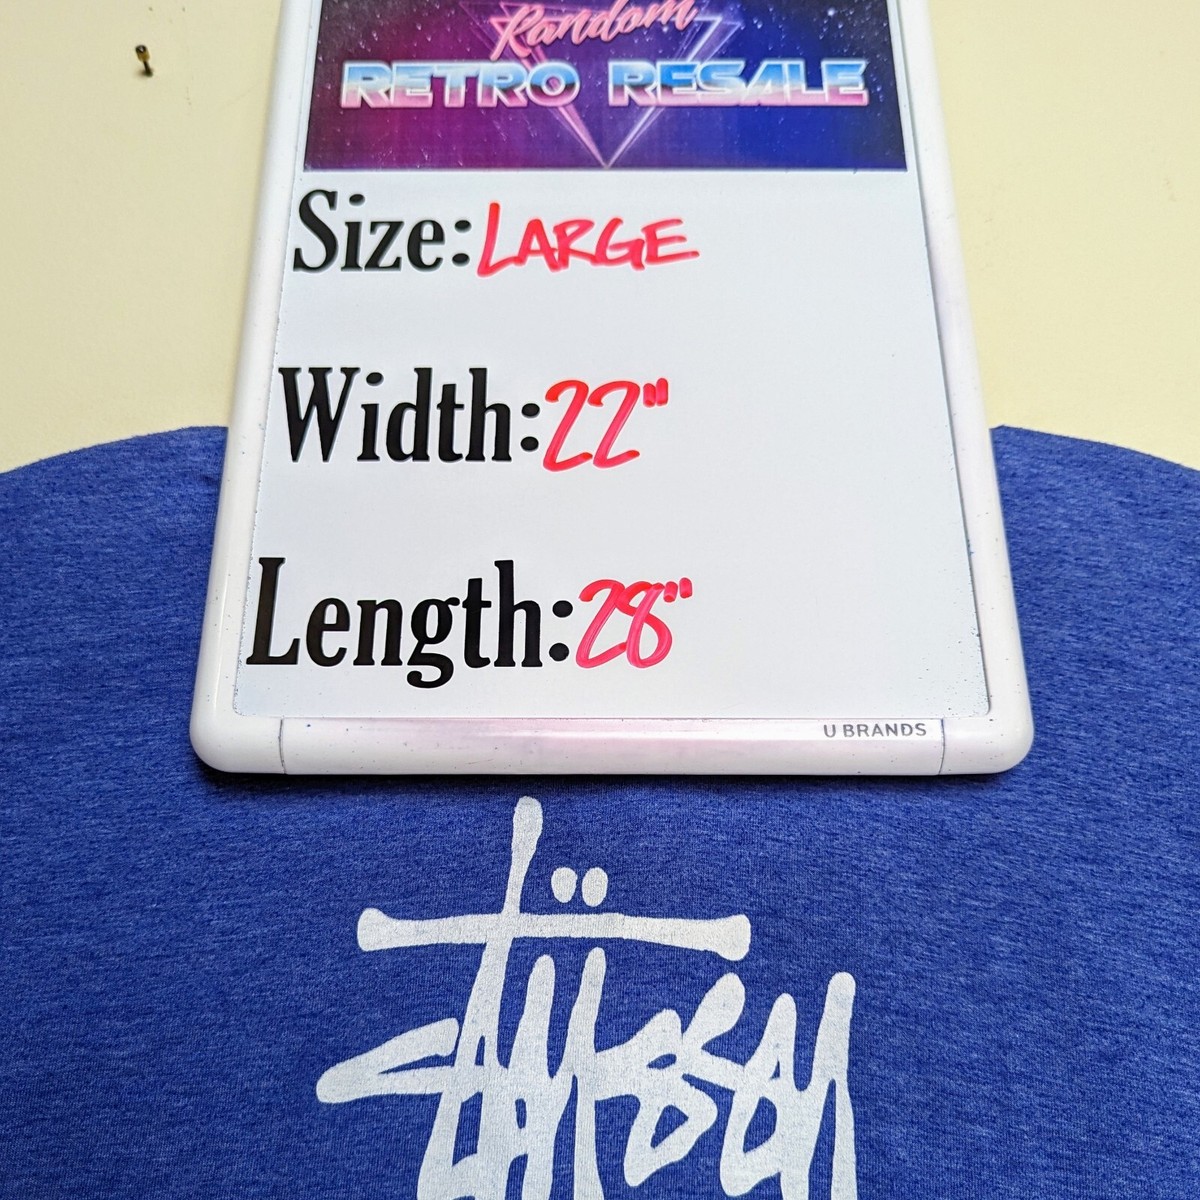 Random
RETRO RESALE
Size: LARGE
Width: 22"
Length: 28"
U BRANDS
Stüssy